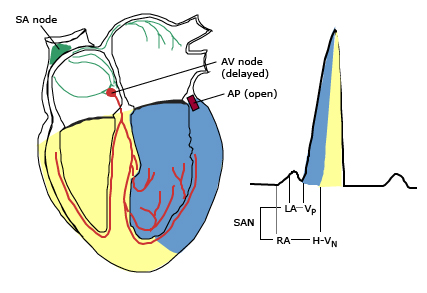 SA node
AV node
(delayed)
AP (open)
LA
VP
SAN
RA
H-VN